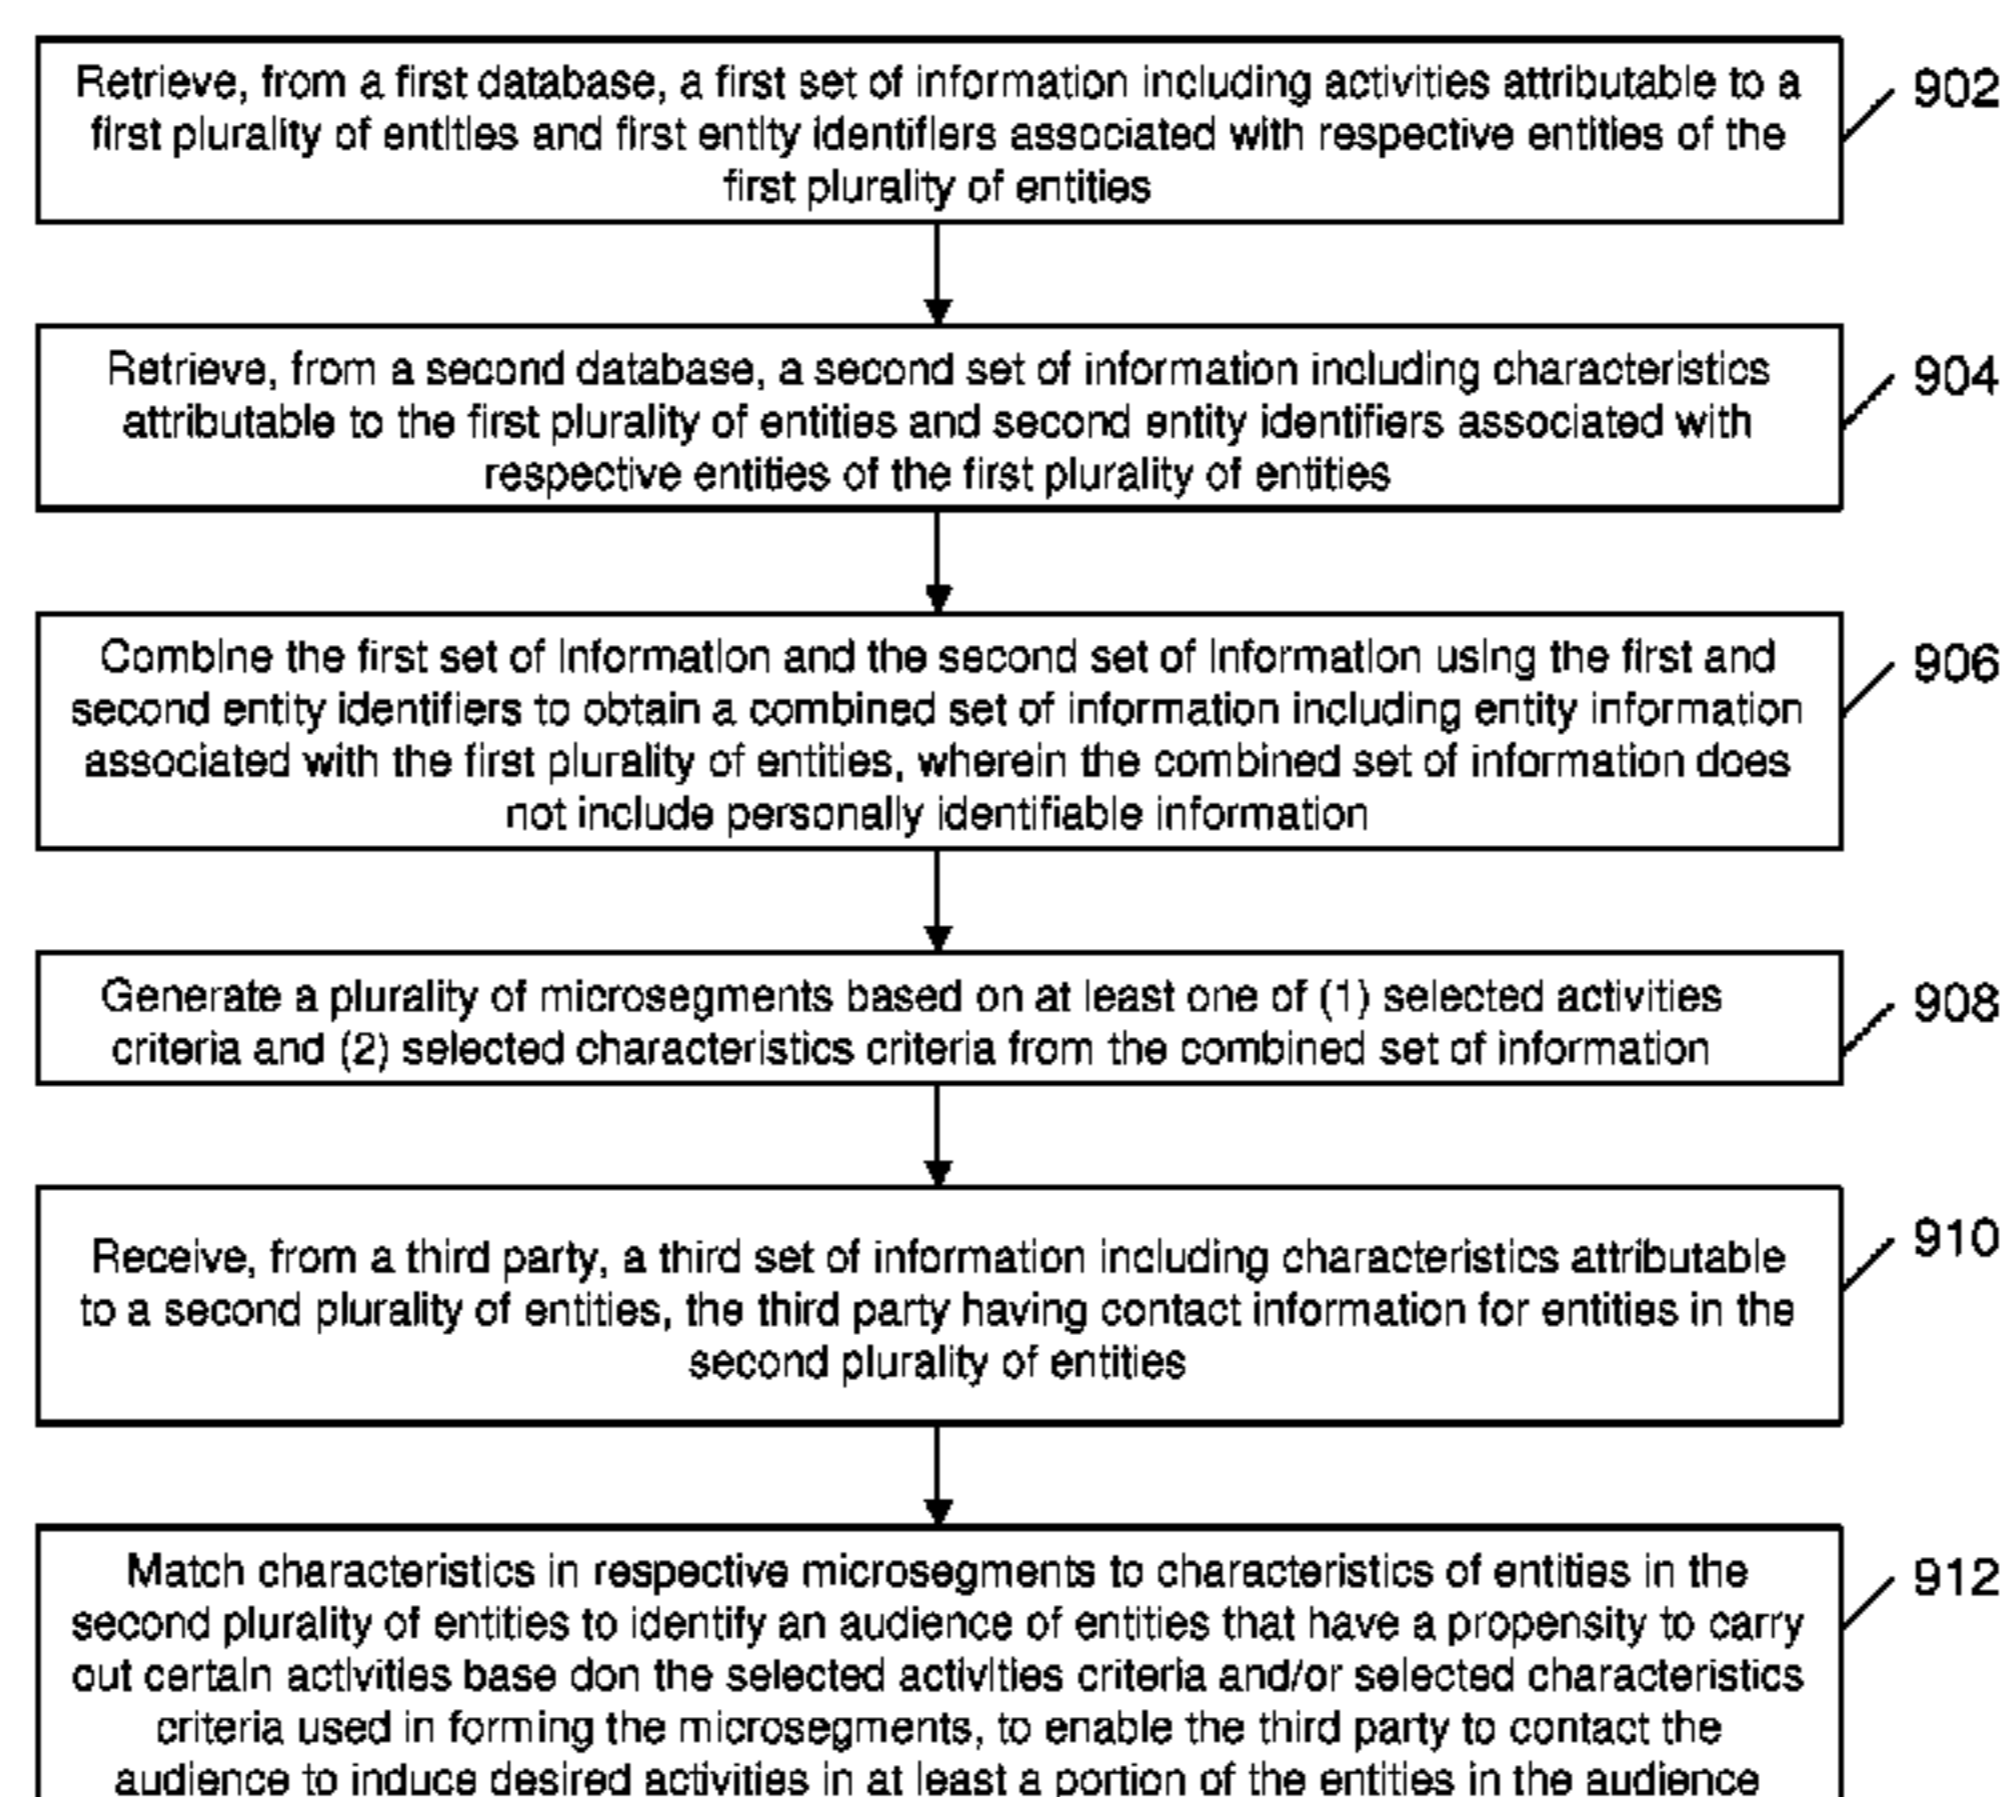 Retrieve, from a first database, a first set of information including activities attributable to a
first plurality of entities and first entity identifiers associated with respective entities of the
first plurality of entities
902
Retrieve, from a second database, a second set of information including characteristics
attributable to the first plurality of entities and second entity identifiers associated with
respective entities of the first plurality of entities
904
Combine the first set of information and the second set of information using the first and
second entity identifiers to obtain a combined set of information including entity information
associated with the first plurality of entities, wherein the combined set of information does
not include personally identifiable information
906
Generate a plurality of microsegments based on at least one of (1) selected activities
criteria and (2) selected characteristics criteria from the combined set of information
908
Receive, from a third party, a third set of information including characteristics attributable
to a second plurality of entities, the third party having contact information for entities in the
second plurality of entities
910
Match characteristics in respective microsegments to characteristics of entities in the
second plurality of entities to identify an audience of entities that have a propensity to carry
out certain activities base don the selected activities criteria and/or selected characteristics
criteria used in forming the microsegments, to enable the third party to contact the
audience to induce desired activities in at least a portion of the entities in the audience
912